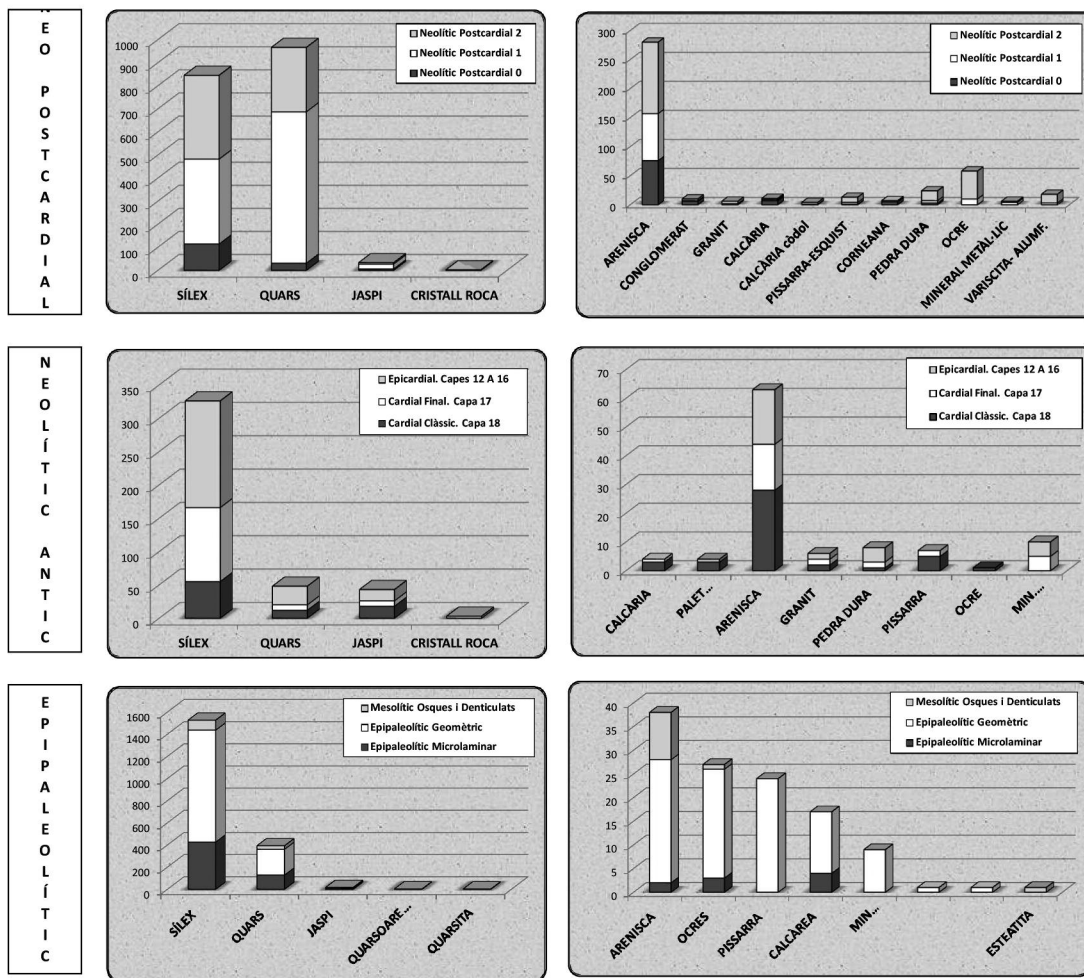 NEO POSTCARDIAL
Neolític Postcardial 2
Neolític Postcardial 1
Neolític Postcardial 0
1000
900
800
700
600
500
400
300
200
100
0
SÍLEX QUARS JASPI CRISTALL ROCA
Neolític Postcardial 2
Neolític Postcardial 1
Neolític Postcardial 0
300
250
200
150
100
50
0
ARENISCA
CONGLOMERAT
GRANIT
CALCÀRIA
CALCÀRIA còdol
PISSARRA-ESQUIST
CORNEANA
PEDRA DURA
OCRE
MINERAL METÀL·LIC
VARISCITA- ALUMF.
NEOLÍTIC ANTIC
Epicardial. Capes 12 A 16
Cardial Final. Capa 17
Cardial Clàssic. Capa 18
350
300
250
200
150
100
50
0
SÍLEX QUARS JASPI CRISTALL ROCA
Epicardial. Capes 12 A 16
Cardial Final. Capa 17
Cardial Clàssic. Capa 18
70
60
50
40
30
20
10
0
CALCÀRIA
PALET...
ARENISCA
GRANIT
PEDRA DURA
PISSARRA
OCRE
MIN....
EPIPALEOLÍTIC
Mesolític Osques i Denticulats
Epipaleolític Geomètric
Epipaleolític Microlaminar
1600
1400
1200
1000
800
600
400
200
0
SÍLEX
QUARS
JASPI
QUARSOARE...
QUARSITA
Mesolític Osques i Denticulats
Epipaleolític Geomètric
Epipaleolític Microlaminar
40
35
30
25
20
15
10
5
0
ARENISCA
OCRES
PISSARRA
CALCÀREA
MIN...
ESTEATITA